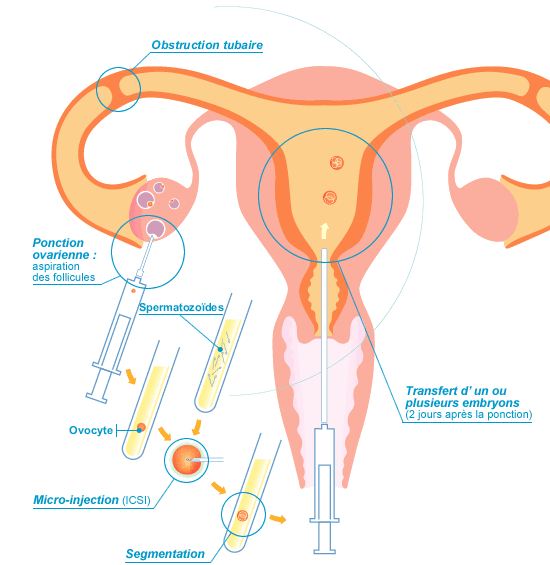 Obstruction tubaire
Ponction
ovarienne :
aspiration
des follicules
Spermatozoïdes
Transfert d' un ou
plusieurs embryons
(2 jours après la ponction)
Ovocyte
Micro-injection (ICSI)
Segmentation